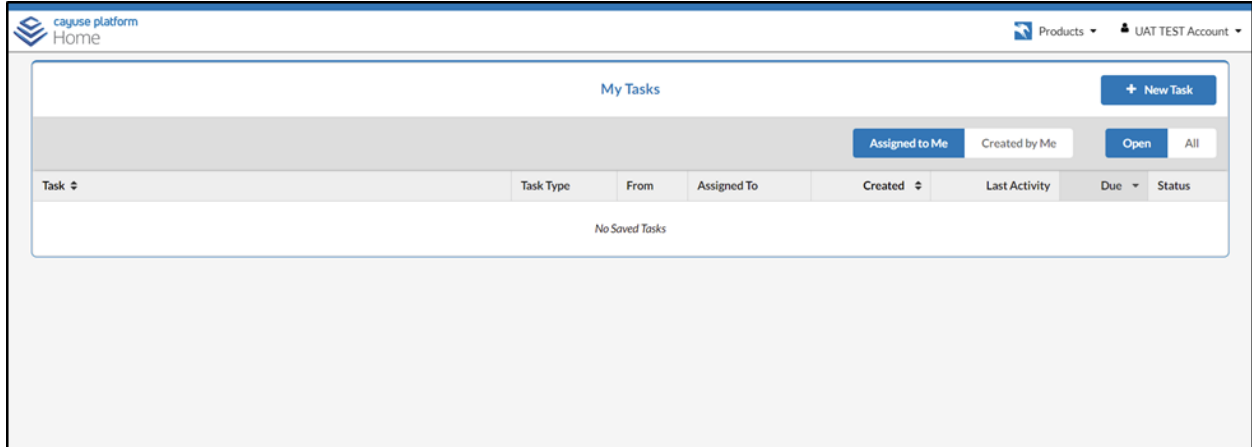 cayuse platform
Home
Products
UAT TEST Account
My Tasks
+ New Task
Assigned to Me
Created by Me
Open
All
Task
Task Type
From
Assigned To
Created
Last Activity
Due
Status
No Saved Tasks